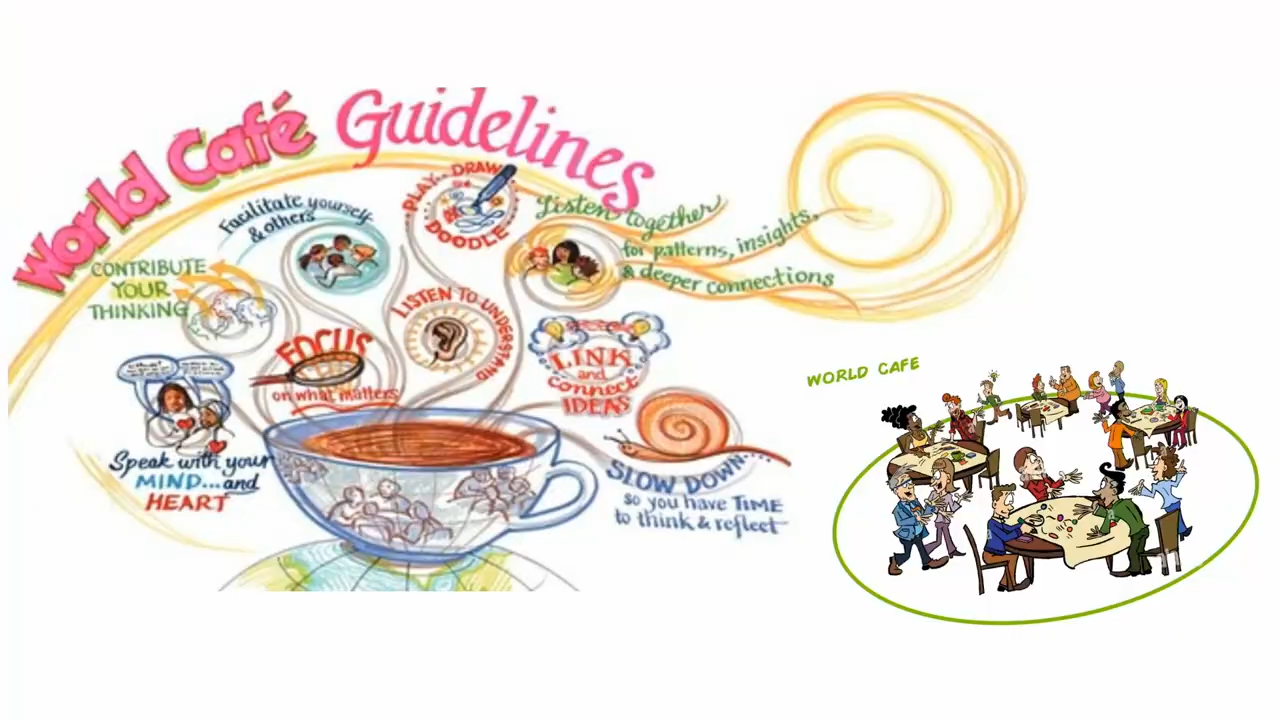 World Café Guidelines
Facilitate yourself
& others
PLAY.. DRAW..
DOODLE
Listen together
for patterns, insights,
& deeper connections
CONTRIBUTE
YOUR
THINKING
LISTEN TO UNDERSTAND
FOCUS
on what matters
LINK
and
connect
IDEAS
Speak with your
MIND...and
HEART
SLOW DOWN....
so you have TIME
to think & reflect
WORLD CAFE